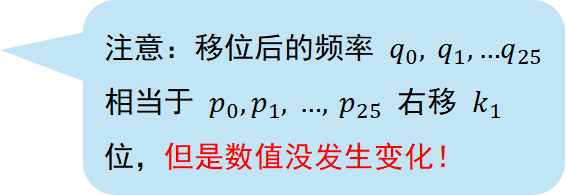 注意：移位后的频率 q₀, q₁, …q₂₅
相当于 p₀,p₁, …, p₂₅ 右移 k₁
位，但是数值没发生变化！